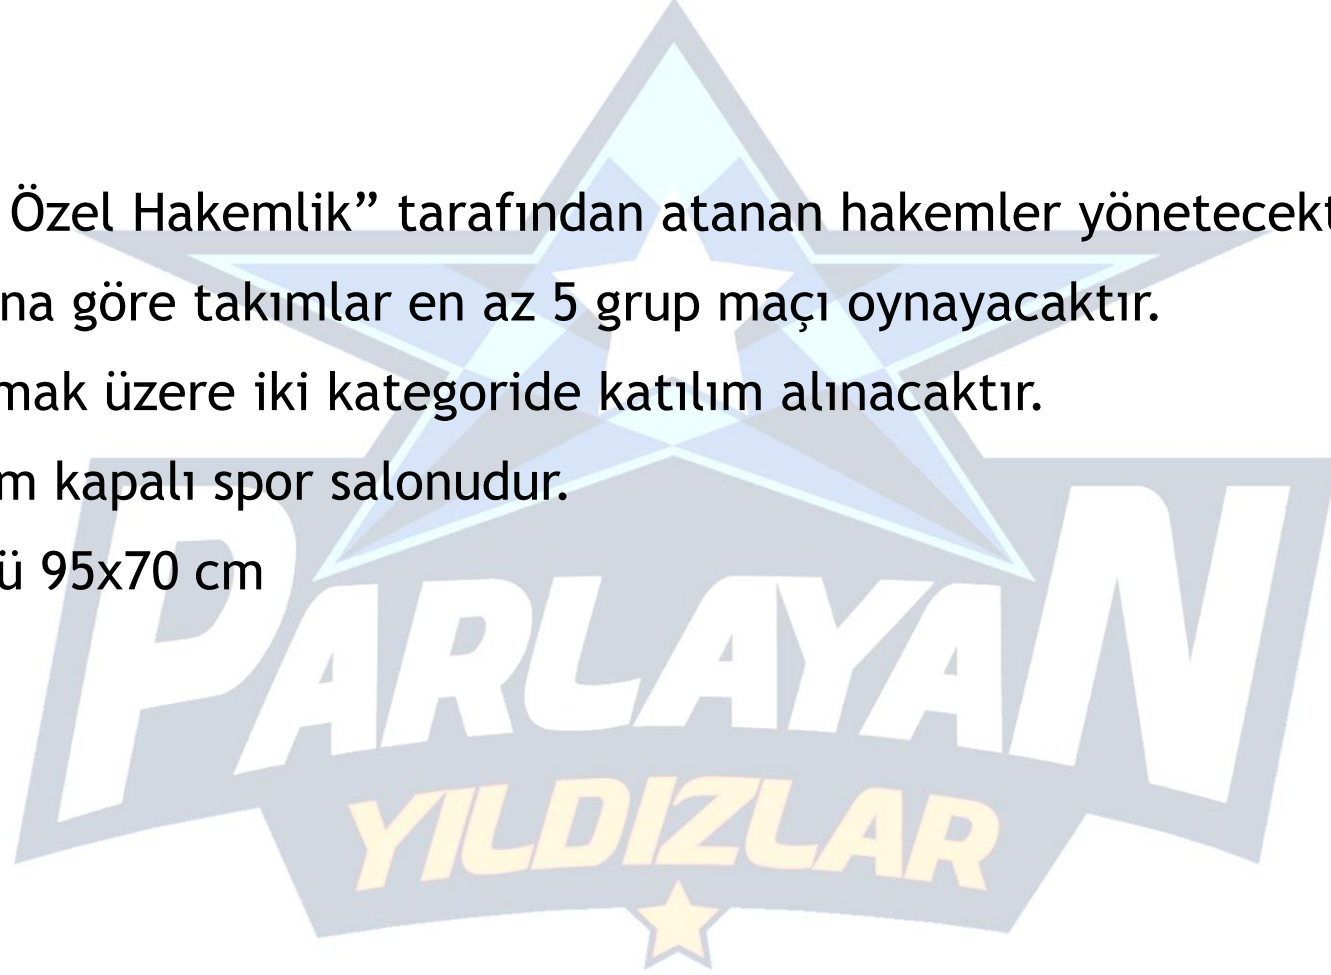 Özel Hakemlik” tarafından atanan hakemler yönetecekt
na göre takımlar en az 5 grup maçı oynayacaktır.
mak üzere iki kategoride katılım alınacaktır.
m kapalı spor salonudur.
ü 95x70 cm
PARLAYAN
YILDIZLAR